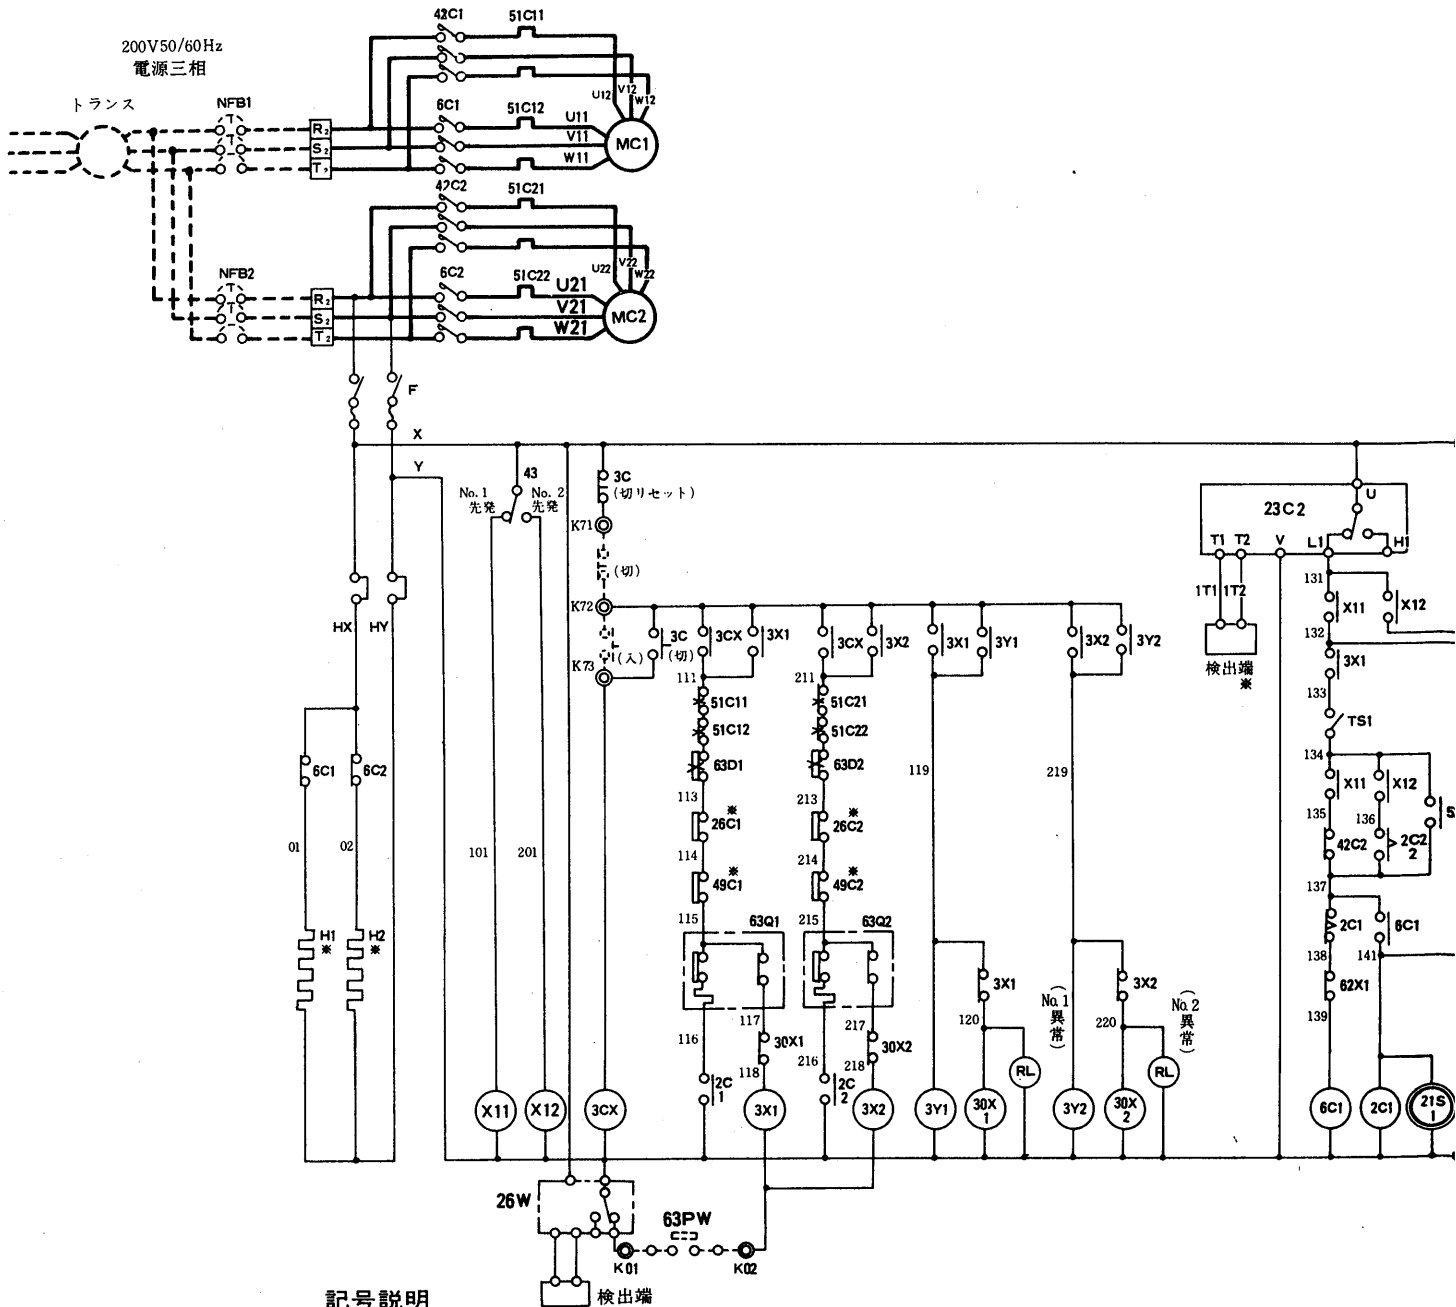 42C1
51C11
200V50/60Hz
電源三相
トランス
NFB1
6C1
51C12
U12
V12
W12
U11
V11
W11
R2
S2
T2
MC1
42C2
51C21
NFB2
6C2
51C22
U22
V22
W22
U21
V21
W21
R2
S2
T2
MC2
F
X
Y
43
No.1
先発
No.2
先発
3C
(切リセット)
K71
(切)
K72
(入)
3C
(切)
K73
3CX
3X1
3CX
3X2
3X1
3Y1
3X2
3Y2
23C2
U
T1
T2
V
L1
H1
1T1
1T2
検出端
※
131
X11
X12
132
3X1
133
TS1
134
X11
X12
135
136
42C2
2C2
2
137
2C1
6C1
138
141
62X1
139
HX
HY
6C1
6C2
01
02
H1
※
H2
※
101
201
111
51C11
51C12
63D1
113
※
26C1
114
※
49C1
115
63Q1
116
117
30X1
118
2C
1
211
51C21
51C22
63D2
213
※
26C2
214
※
49C2
215
63Q2
216
217
30X2
218
2C
2
119
3X1
120
RL
(No.1異常)
219
3X2
220
RL
(No.2異常)
X11
X12
3CX
3X1
3X2
3Y1
30X
1
3Y2
30X
2
6C1
2C1
21S
1
26W
63PW
K01
K02
検出端
記号説明